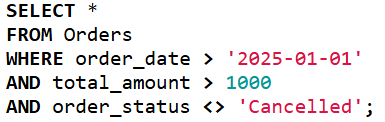 SELECT *
FROM Orders
WHERE order_date > '2025-01-01'
AND total_amount > 1000
AND order_status <> 'Cancelled';